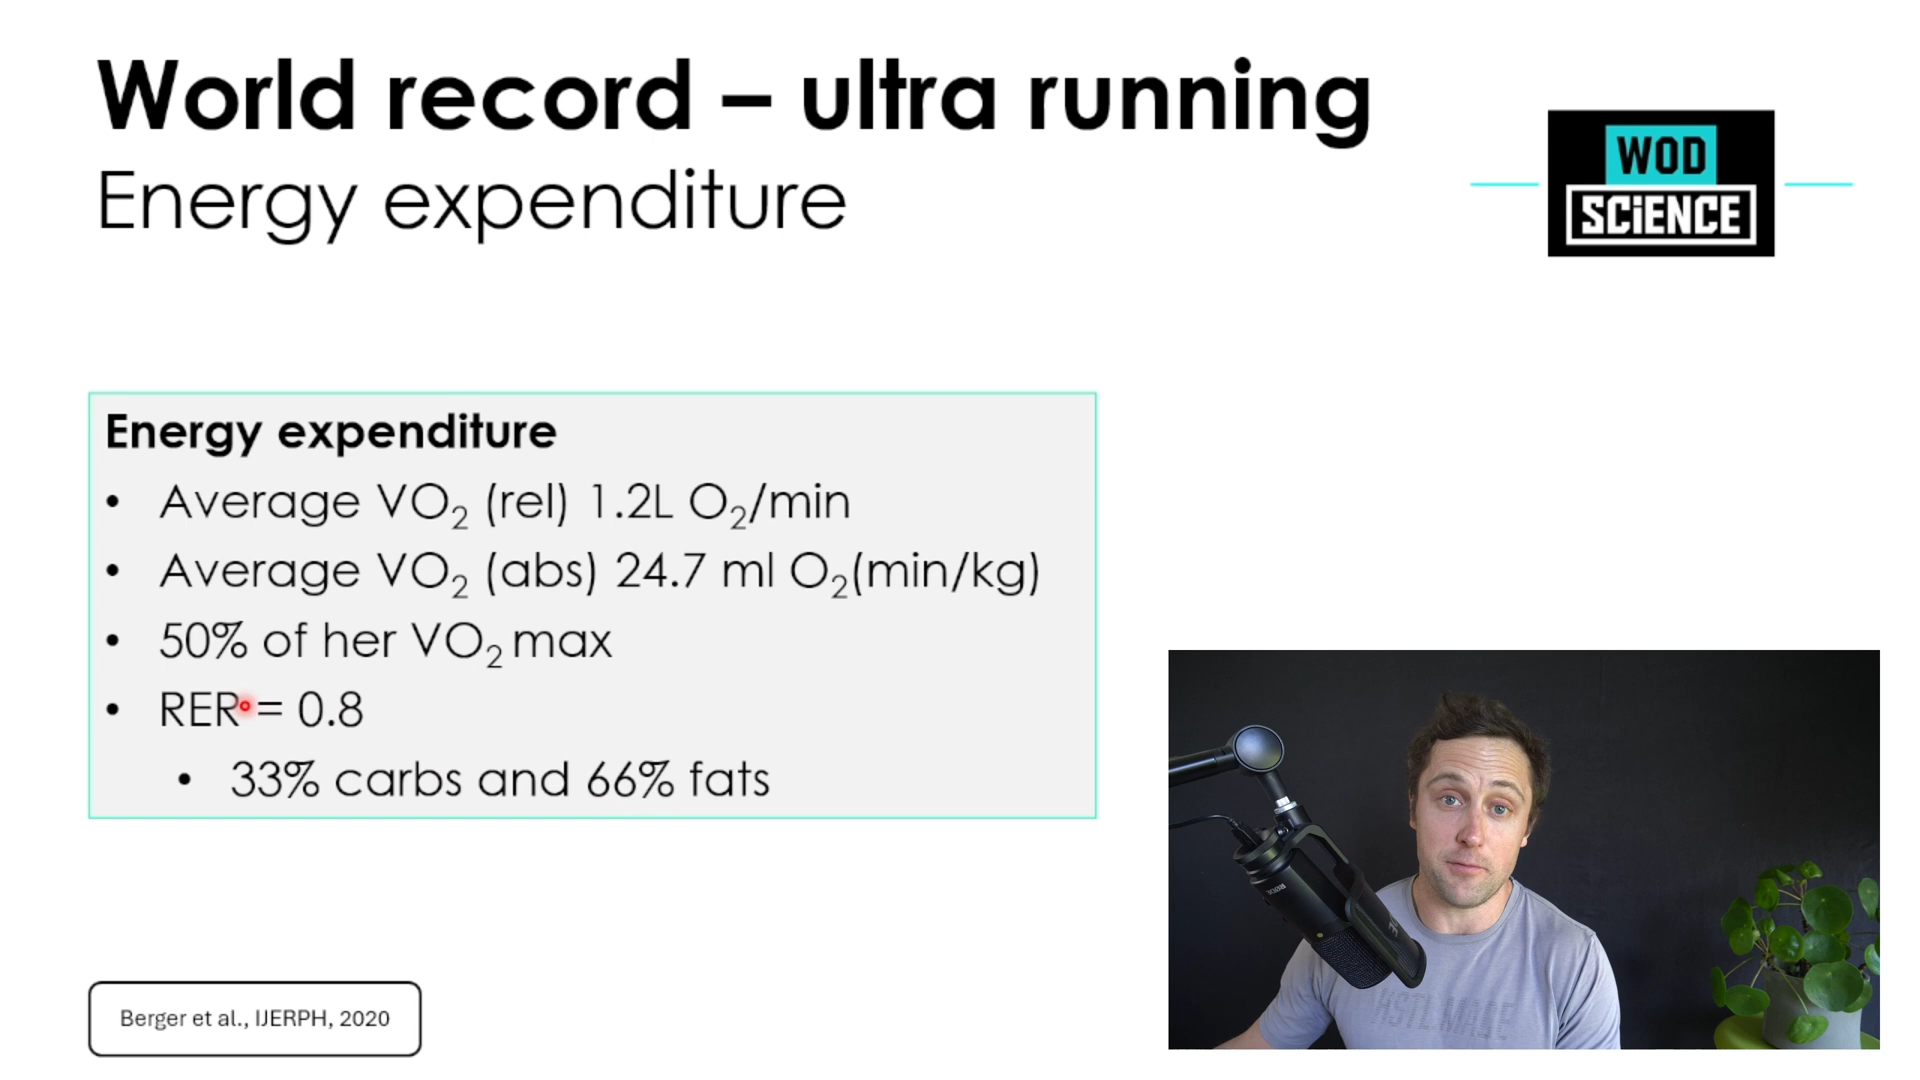 World record – ultra running
Energy expenditure
WOD
SCiENCE
Energy expenditure
• Average VO₂ (rel) 1.2L O₂/min
• Average VO₂ (abs) 24.7 ml O₂(min/kg)
• 50% of her VO₂ max
• RER = 0.8
• 33% carbs and 66% fats
Berger et al., IJERPH, 2020